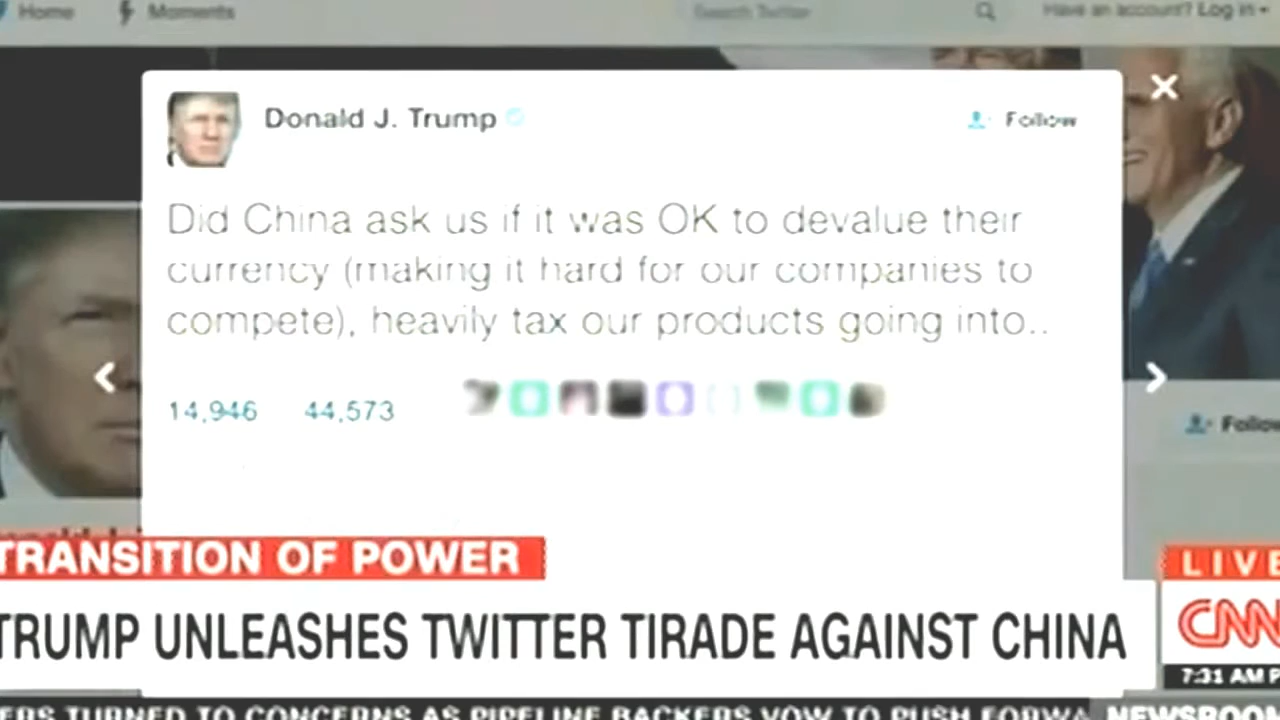 Home Moments Search Twitter Have an account? Log in
Donald J. Trump Follow
Did China ask us if it was OK to devalue their
currency (making it hard for our companies to
compete), heavily tax our products going into..
14,946 44,573
Follow
TRANSITION OF POWER
LIVE
TRUMP UNLEASHES TWITTER TIRADE AGAINST CHINA
CNN
7:31 AM P
ERS TURNED TO CONCERNS AS PIPELINE BACKERS VOW TO PUSH FORWA NEWSROOM